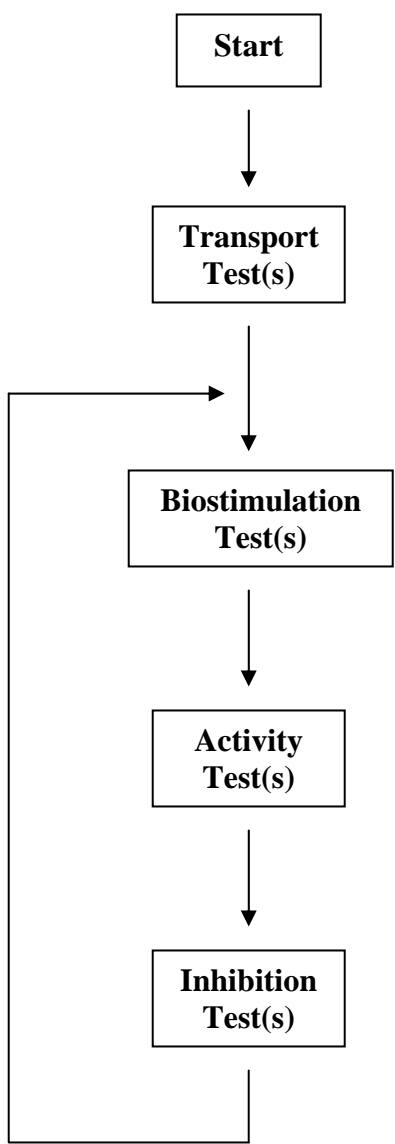 Start
Transport
Test(s)
Biostimulation
Test(s)
Activity
Test(s)
Inhibition
Test(s)